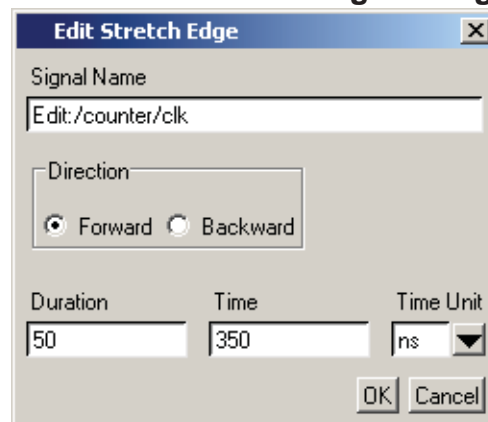 Edit Stretch Edge
Signal Name
Edit:/counter/clk
Direction
Forward Backward
Duration Time Time Unit
50 350 ns
OK Cancel